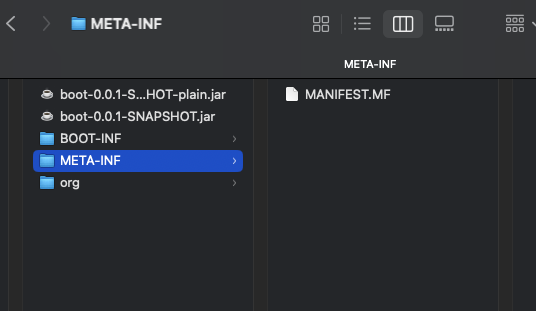 META-INF
META-INF
boot-0.0.1-S...HOT-plain.jar
boot-0.0.1-SNAPSHOT.jar
BOOT-INF
META-INF
org
MANIFEST.MF